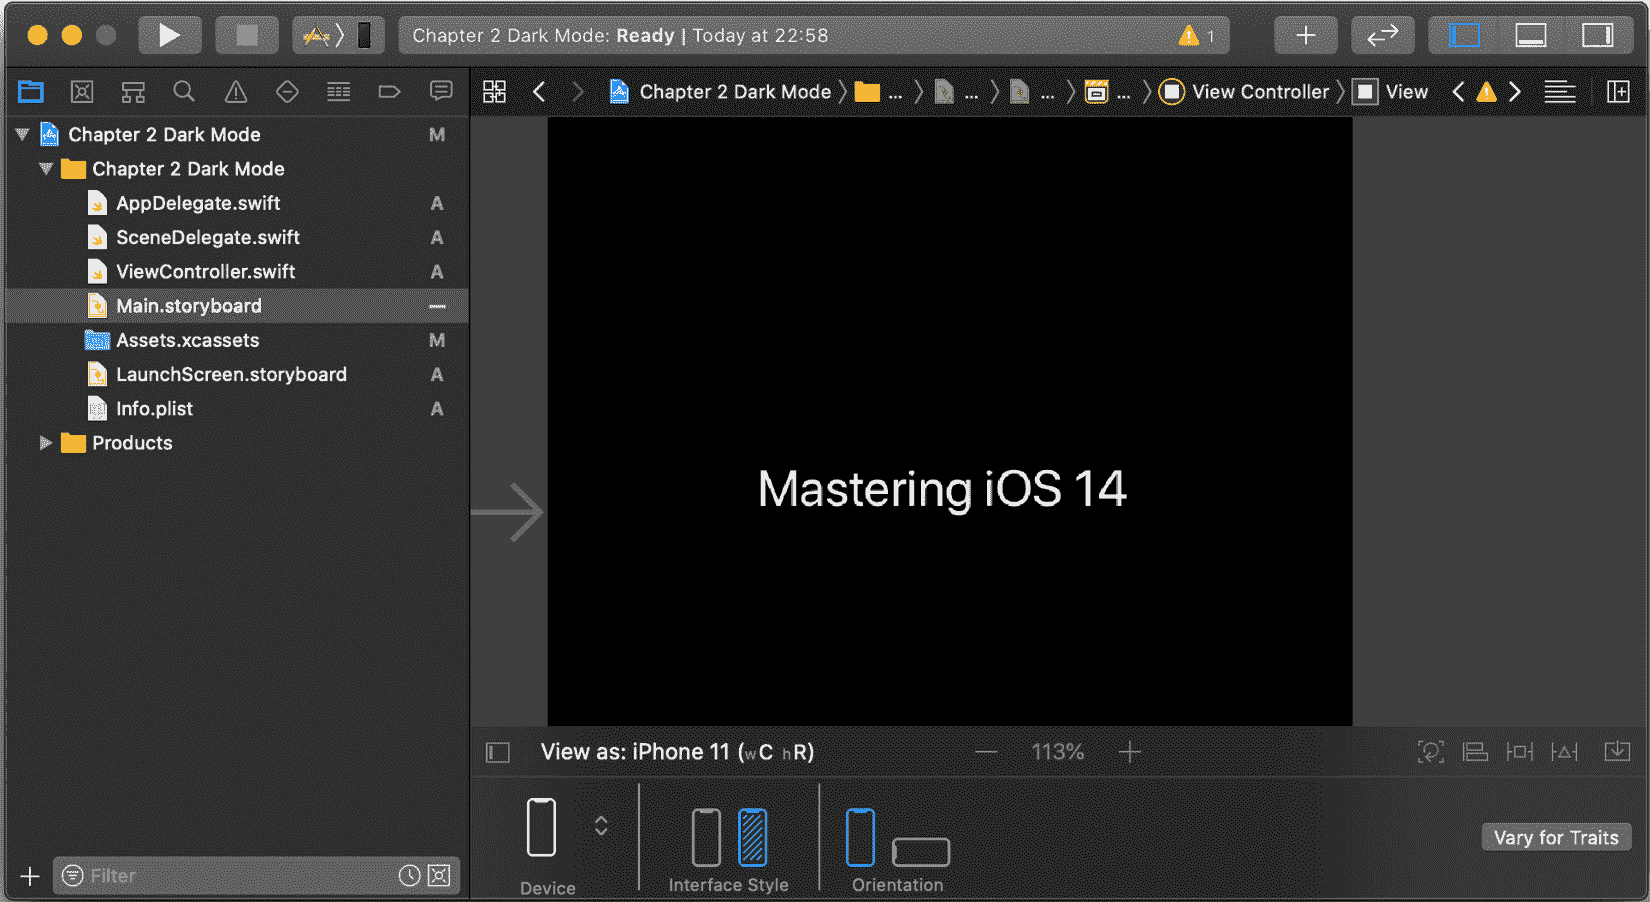 Chapter 2 Dark Mode: Ready | Today at 22:58
1
Chapter 2 Dark Mode
...
...
...
...
View Controller
View
Chapter 2 Dark Mode M
Chapter 2 Dark Mode
AppDelegate.swift A
SceneDelegate.swift A
ViewController.swift A
Main.storyboard
Assets.xcassets M
LaunchScreen.storyboard A
Info.plist A
Products
Mastering iOS 14
View as: iPhone 11 (wC hR)
113%
Vary for Traits
Filter
Device
Interface Style
Orientation